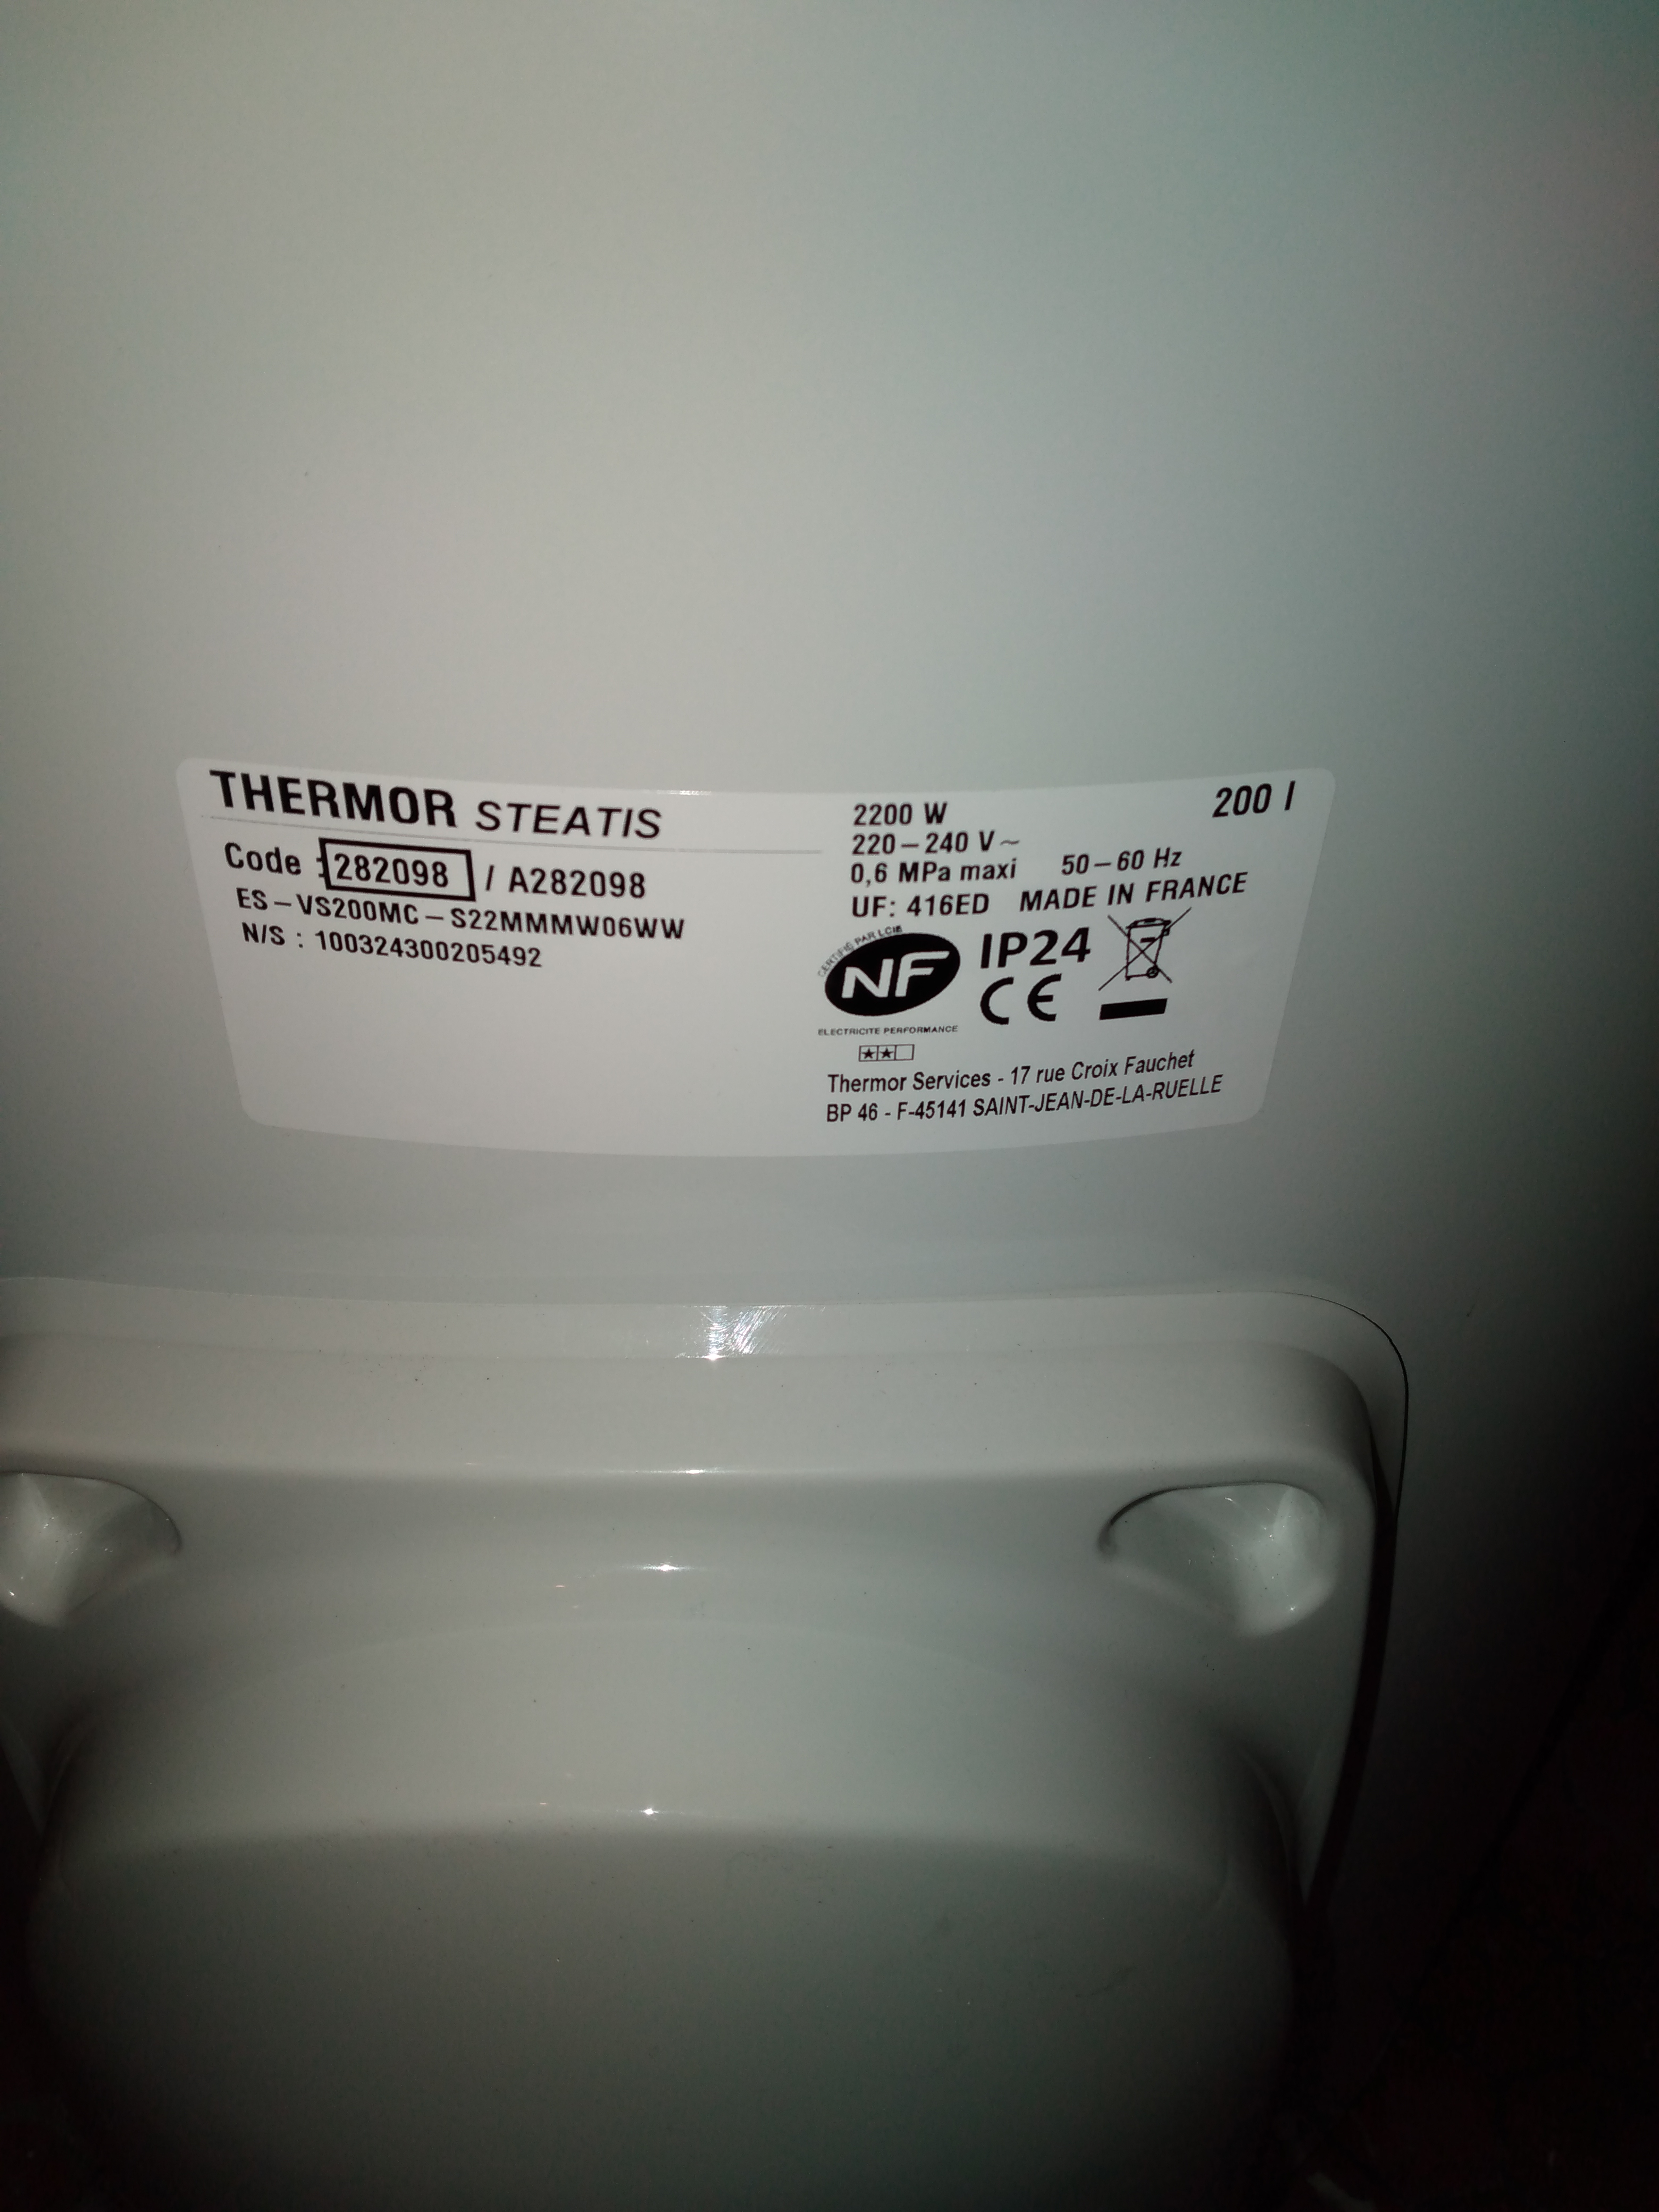 THERMOR STEATIS
Code : 282098 / A282098
ES-VS200MC-S22MMMW06WW
N/S : 100324300205492
2200 W
200 l
220-240 V~
0,6 MPa maxi 50-60 Hz
UF: 416ED MADE IN FRANCE
CERTIFIÉ PAR LCIE
NF
IP24
CE
ELECTRICITE PERFORMANCE
Thermor Services - 17 rue Croix Fauchet
BP 46 - F-45141 SAINT-JEAN-DE-LA-RUELLE